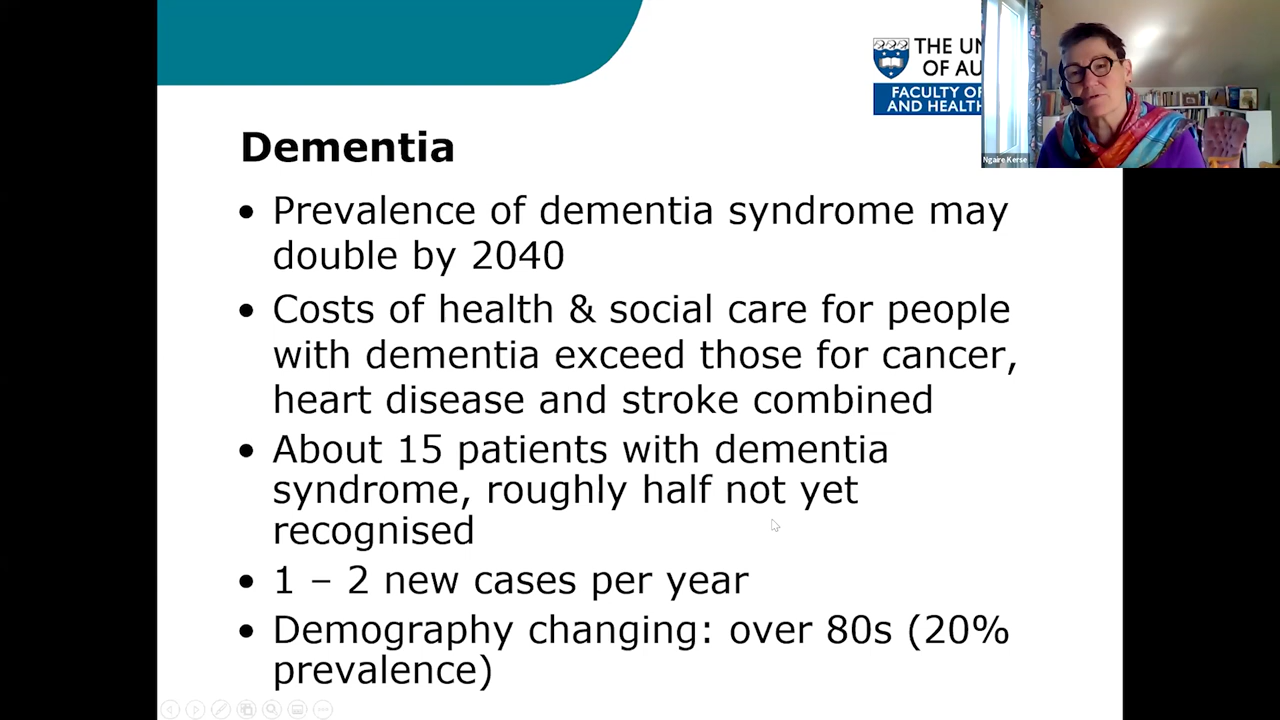 THE UN
OF AU
FACULTY OF
AND HEALTH
Ngaire Kerse
Dementia
• Prevalence of dementia syndrome may
double by 2040
• Costs of health & social care for people
with dementia exceed those for cancer,
heart disease and stroke combined
• About 15 patients with dementia
syndrome, roughly half not yet
recognised
• 1 – 2 new cases per year
• Demography changing: over 80s (20%
prevalence)